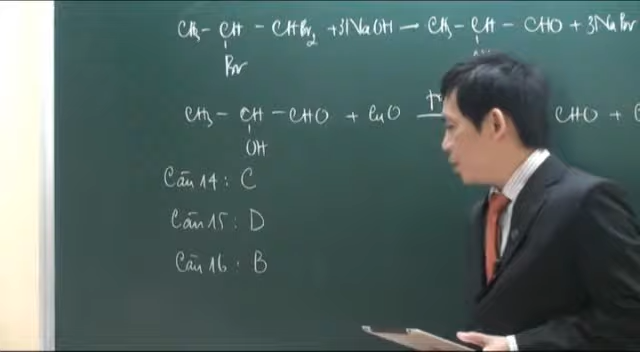 CH₃ - CH - CHBr₂ + 3NaOH → CH₃ - CH - CHO + 3NaBr
Br
CH₃ - CH - CHO + CuO CHO +
OH
Câu 14 : C
Câu 15 : D
Câu 16 : B